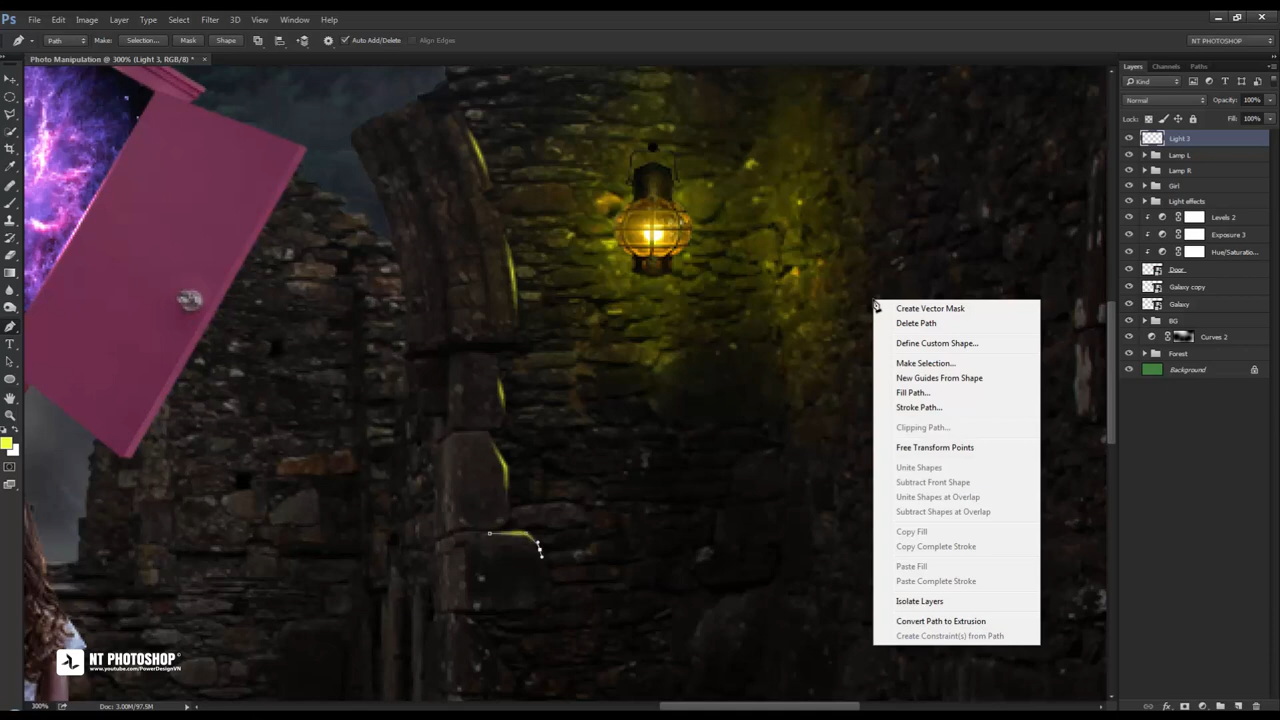 Ps File Edit Image Layer Type Select Filter 3D View Window Help
Path Make: Selection... Mask Shape Auto Add/Delete Align Edges NT PHOTOSHOP
Photo Manipulation @ 300% (Light 3, RGB/8) * ×
Layers Channels Paths
Kind
Normal Opacity: 100%
Lock: Fill: 100%
Light 3
Lamp L
Lamp R
Girl
Light effects
Levels 2
Exposure 3
Hue/Saturatio...
Door
Galaxy copy
Galaxy
BG
Curves 2
Forest
Background
Create Vector Mask
Delete Path
Define Custom Shape...
Make Selection...
New Guides From Shape
Fill Path...
Stroke Path...
Clipping Path...
Free Transform Points
Unite Shapes
Subtract Front Shape
Unite Shapes at Overlap
Subtract Shapes at Overlap
Copy Fill
Copy Complete Stroke
Paste Fill
Paste Complete Stroke
Isolate Layers
Convert Path to Extrusion
Create Constraint(s) from Path
NT PHOTOSHOP
www.youtube.com/PowerDesignVN
300% Doc: 3.00M/97.5M